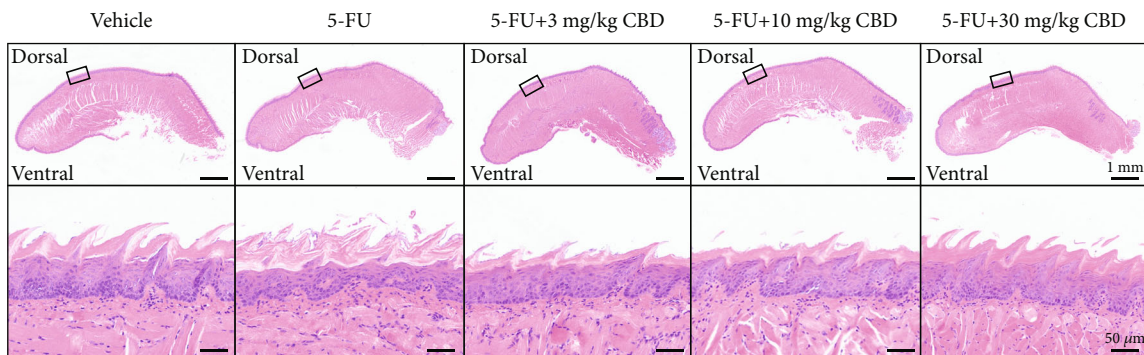 Vehicle
5-FU
5-FU+3 mg/kg CBD
5-FU+10 mg/kg CBD
5-FU+30 mg/kg CBD
Dorsal
Dorsal
Dorsal
Dorsal
Dorsal
Ventral
Ventral
Ventral
Ventral
Ventral
1 mm
50 μm